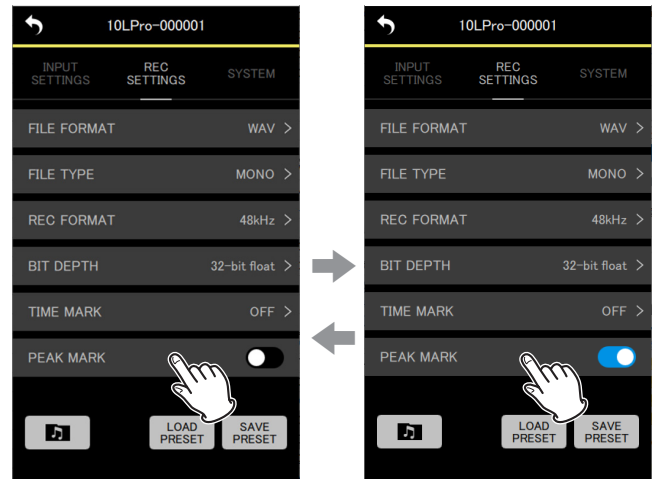 10LPro-000001
INPUT SETTINGS
REC SETTINGS
SYSTEM
FILE FORMAT WAV >
FILE TYPE MONO >
REC FORMAT 48kHz >
BIT DEPTH 32-bit float >
TIME MARK OFF >
PEAK MARK
LOAD PRESET
SAVE PRESET
10LPro-000001
INPUT SETTINGS
REC SETTINGS
SYSTEM
FILE FORMAT WAV >
FILE TYPE MONO >
REC FORMAT 48kHz >
BIT DEPTH 32-bit float >
TIME MARK OFF >
PEAK MARK
LOAD PRESET
SAVE PRESET